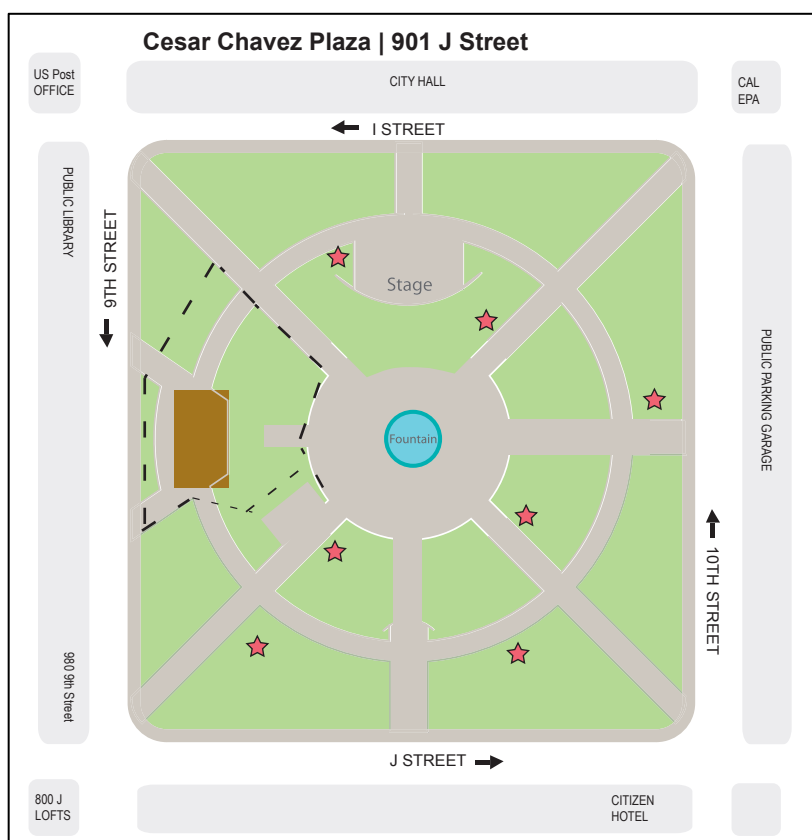 Cesar Chavez Plaza | 901 J Street
US Post
OFFICE
CITY HALL
CAL
EPA
I STREET
PUBLIC LIBRARY
9TH STREET
Stage
Fountain
PUBLIC PARKING GARAGE
10TH STREET
980 9th Street
J STREET
800 J
LOFTS
CITIZEN
HOTEL